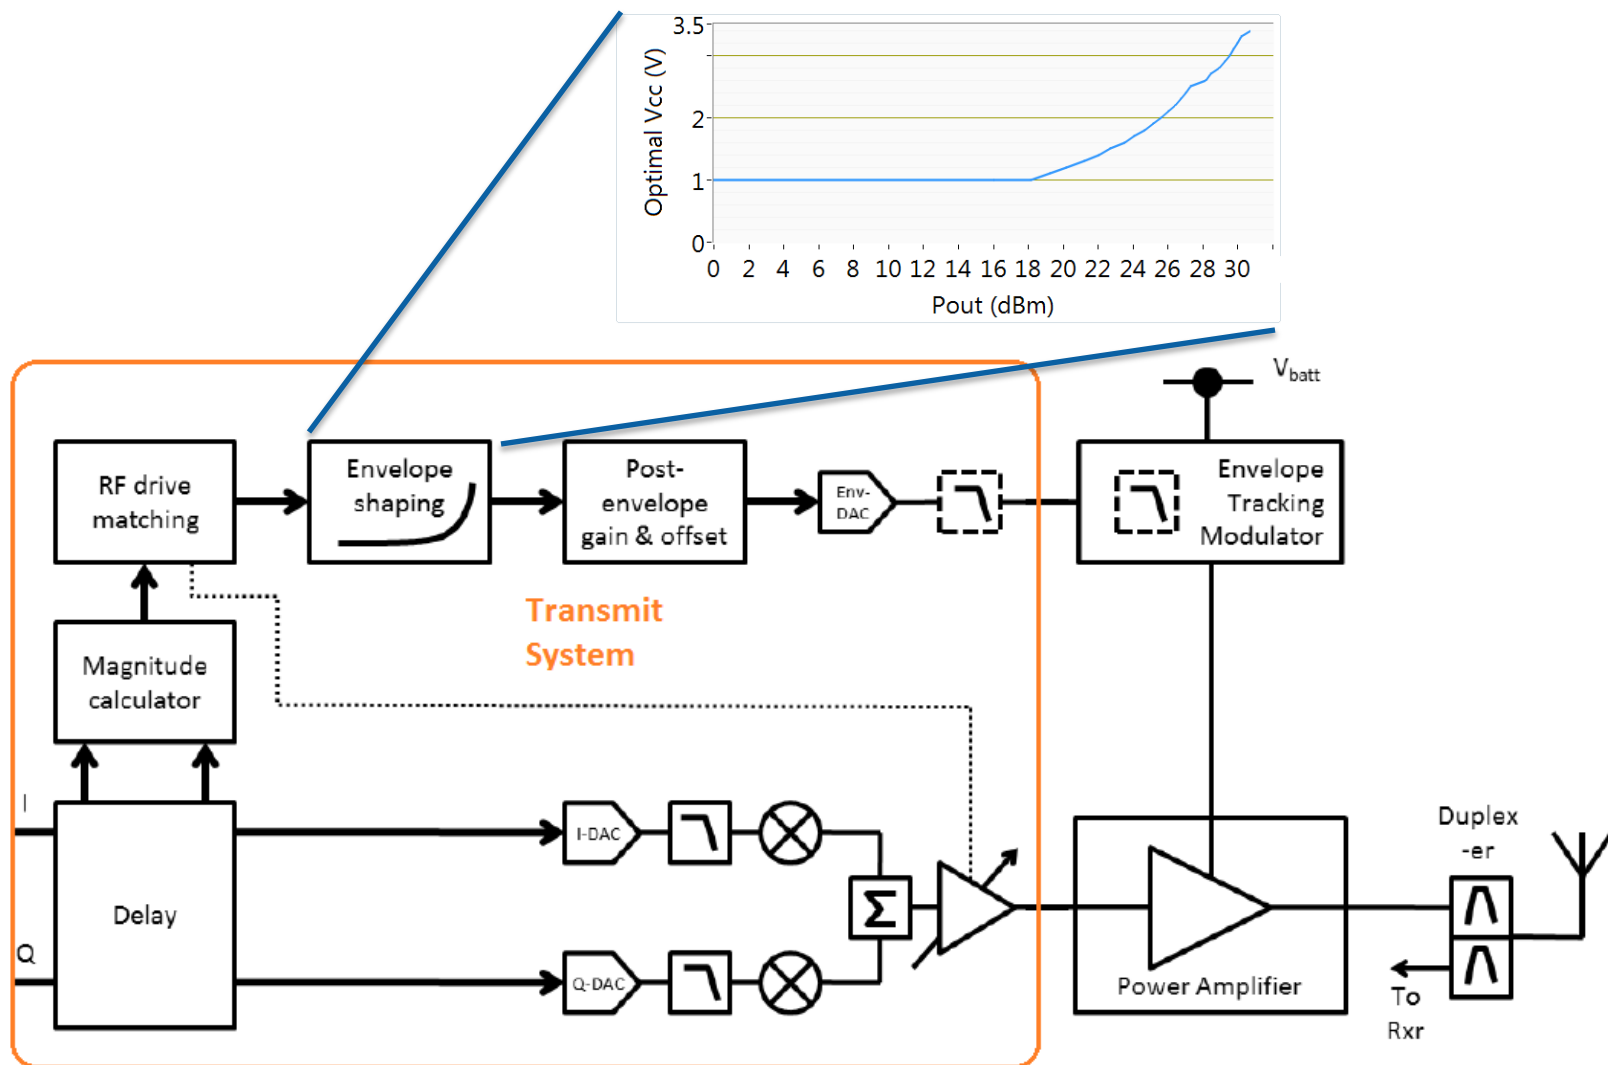 3.5
2
1
0
Optimal Vcc (V)
0 2 4 6 8 10 12 14 16 18 20 22 24 26 28 30
Pout (dBm)
Vbatt
RF drive
matching
Envelope
shaping
Post-
envelope
gain & offset
Env-
DAC
Envelope
Tracking
Modulator
Transmit
System
Magnitude
calculator
I
Q
Delay
I-DAC
Q-DAC
Σ
Power Amplifier
Duplex
-er
To
Rxr